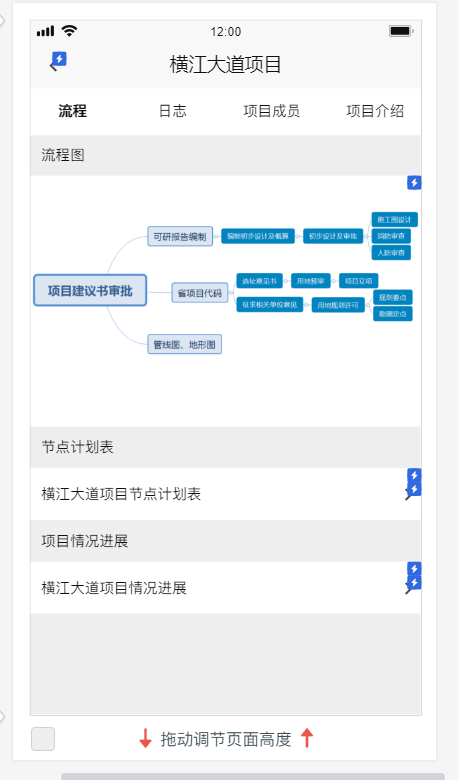 12:00
横江大道项目
流程 日志 项目成员 项目介绍
流程图
项目建议书审批
可研报告编制 编制初步设计及概算 初步设计及审批
施工图设计
消防审查
人防审查
省项目代码
选址意见书 用地预审 项目立项
征求相关单位意见 用地规划许可
规划要点
勘测定点
管线图、地形图
节点计划表
横江大道项目节点计划表
项目情况进展
横江大道项目情况进展
拖动调节页面高度